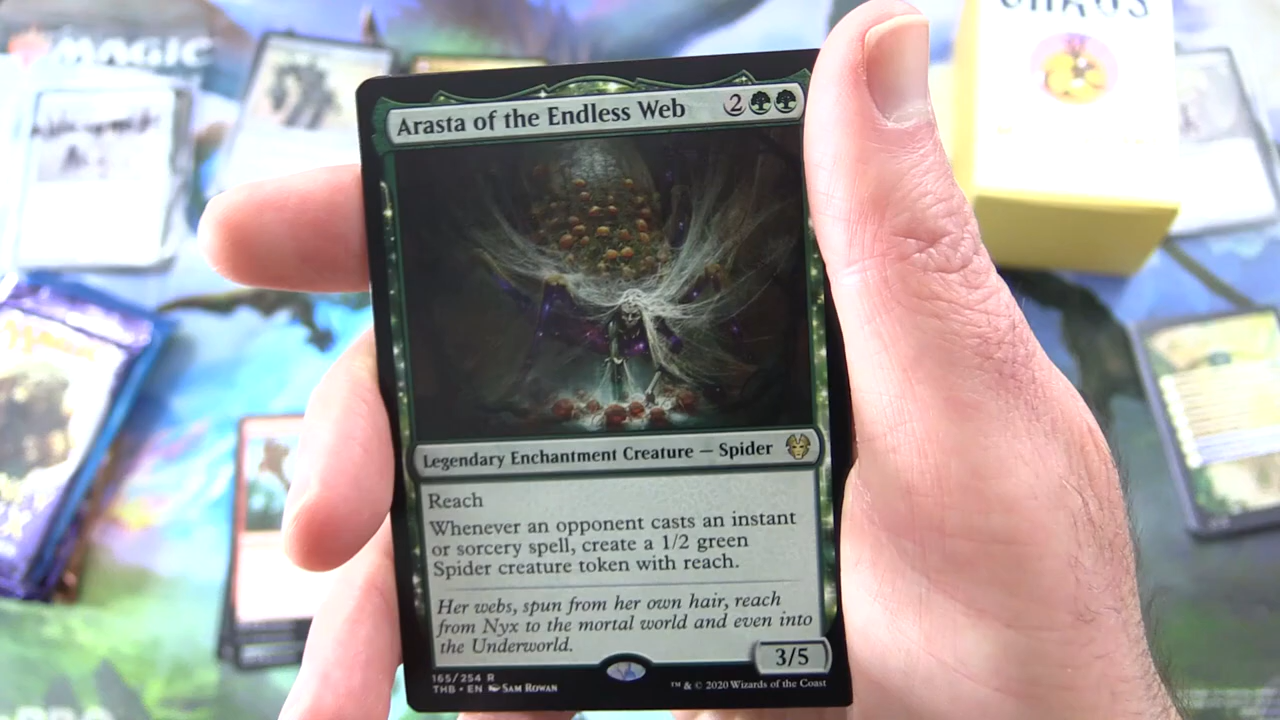 MAGIC
CHAOS
Arasta of the Endless Web 2
Legendary Enchantment Creature — Spider
Reach
Whenever an opponent casts an instant
or sorcery spell, create a 1/2 green
Spider creature token with reach.
Her webs, spun from her own hair, reach
from Nyx to the mortal world and even into
the Underworld.
3/5
165/254 R
THB • EN SAM ROWAN
™ & © 2020 Wizards of the Coast